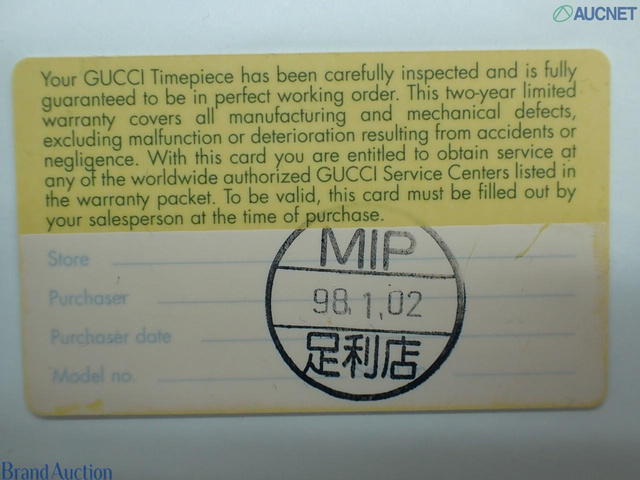 AUCNET
Your GUCCI Timepiece has been carefully inspected and is fully
guaranteed to be in perfect working order. This two-year limited
warranty covers all manufacturing and mechanical defects,
excluding malfunction or deterioration resulting from accidents or
negligence. With this card you are entitled to obtain service at
any of the worldwide authorized GUCCI Service Centers listed in
the warranty packet. To be valid, this card must be filled out by
your salesperson at the time of purchase.
MIP
Store
98.1.02
Purchaser
Purchaser date
足利店
Model no.
Brand Auction